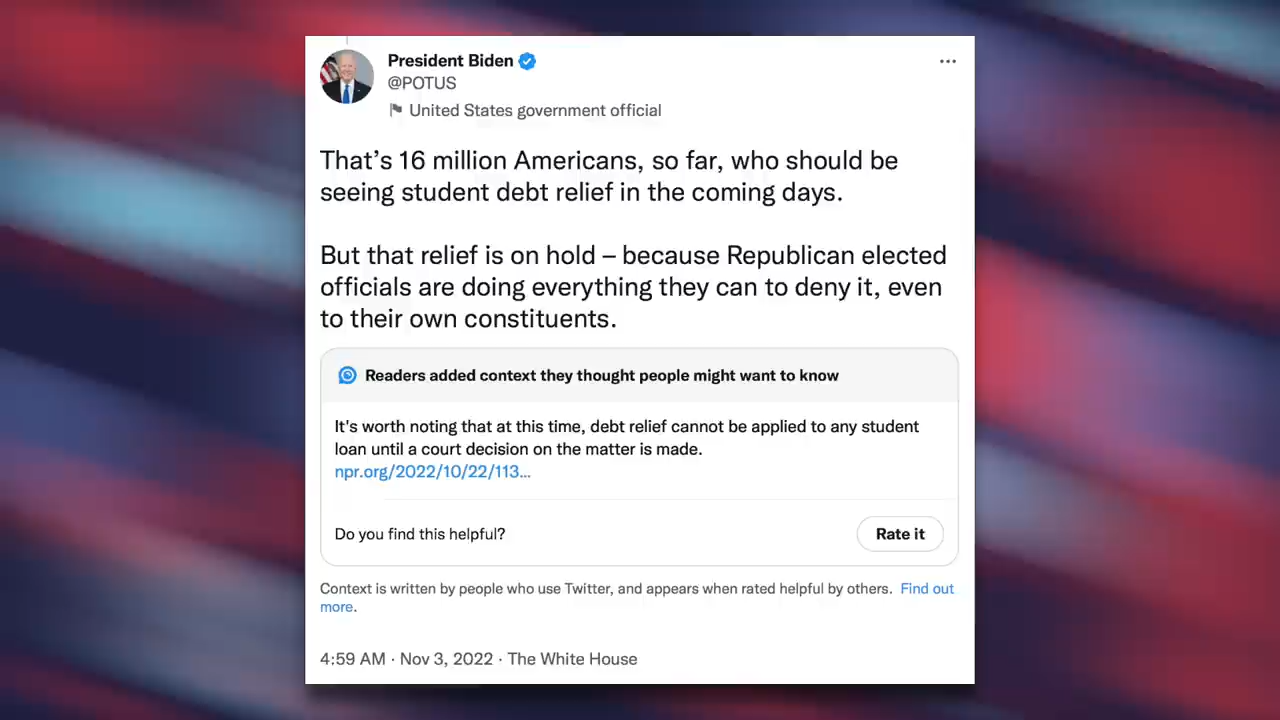 President Biden
@POTUS
United States government official
That’s 16 million Americans, so far, who should be
seeing student debt relief in the coming days.
But that relief is on hold – because Republican elected
officials are doing everything they can to deny it, even
to their own constituents.
Readers added context they thought people might want to know
It's worth noting that at this time, debt relief cannot be applied to any student
loan until a court decision on the matter is made.
npr.org/2022/10/22/113...
Do you find this helpful?
Rate it
Context is written by people who use Twitter, and appears when rated helpful by others. Find out
more.
4:59 AM · Nov 3, 2022 · The White House